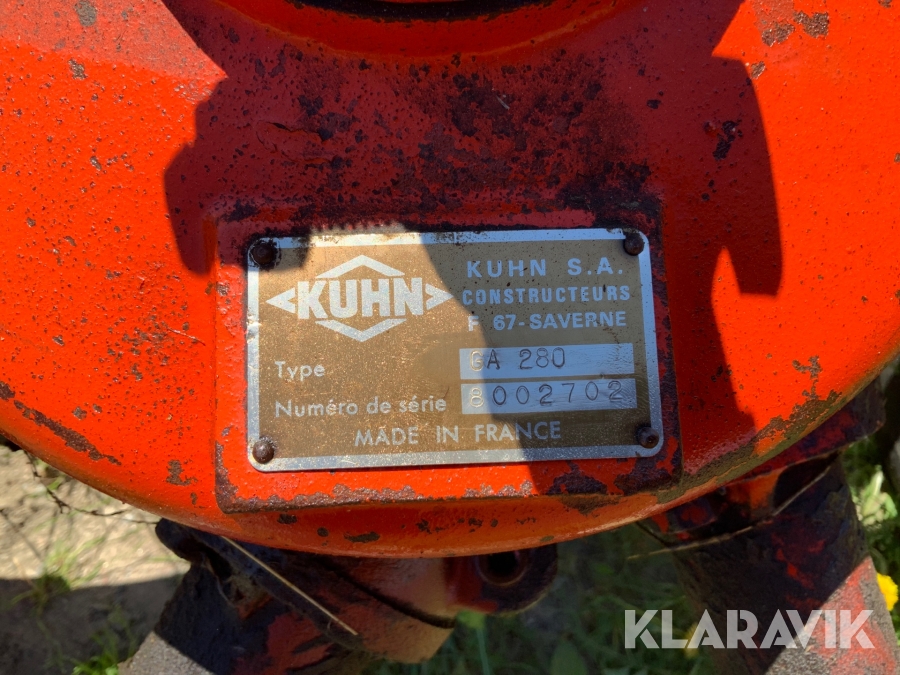 KUHN
KUHN S.A.
CONSTRUCTEURS
F 67-SAVERNE
Type GA 280
Numéro de série 8002702
MADE IN FRANCE
KLARAVIK